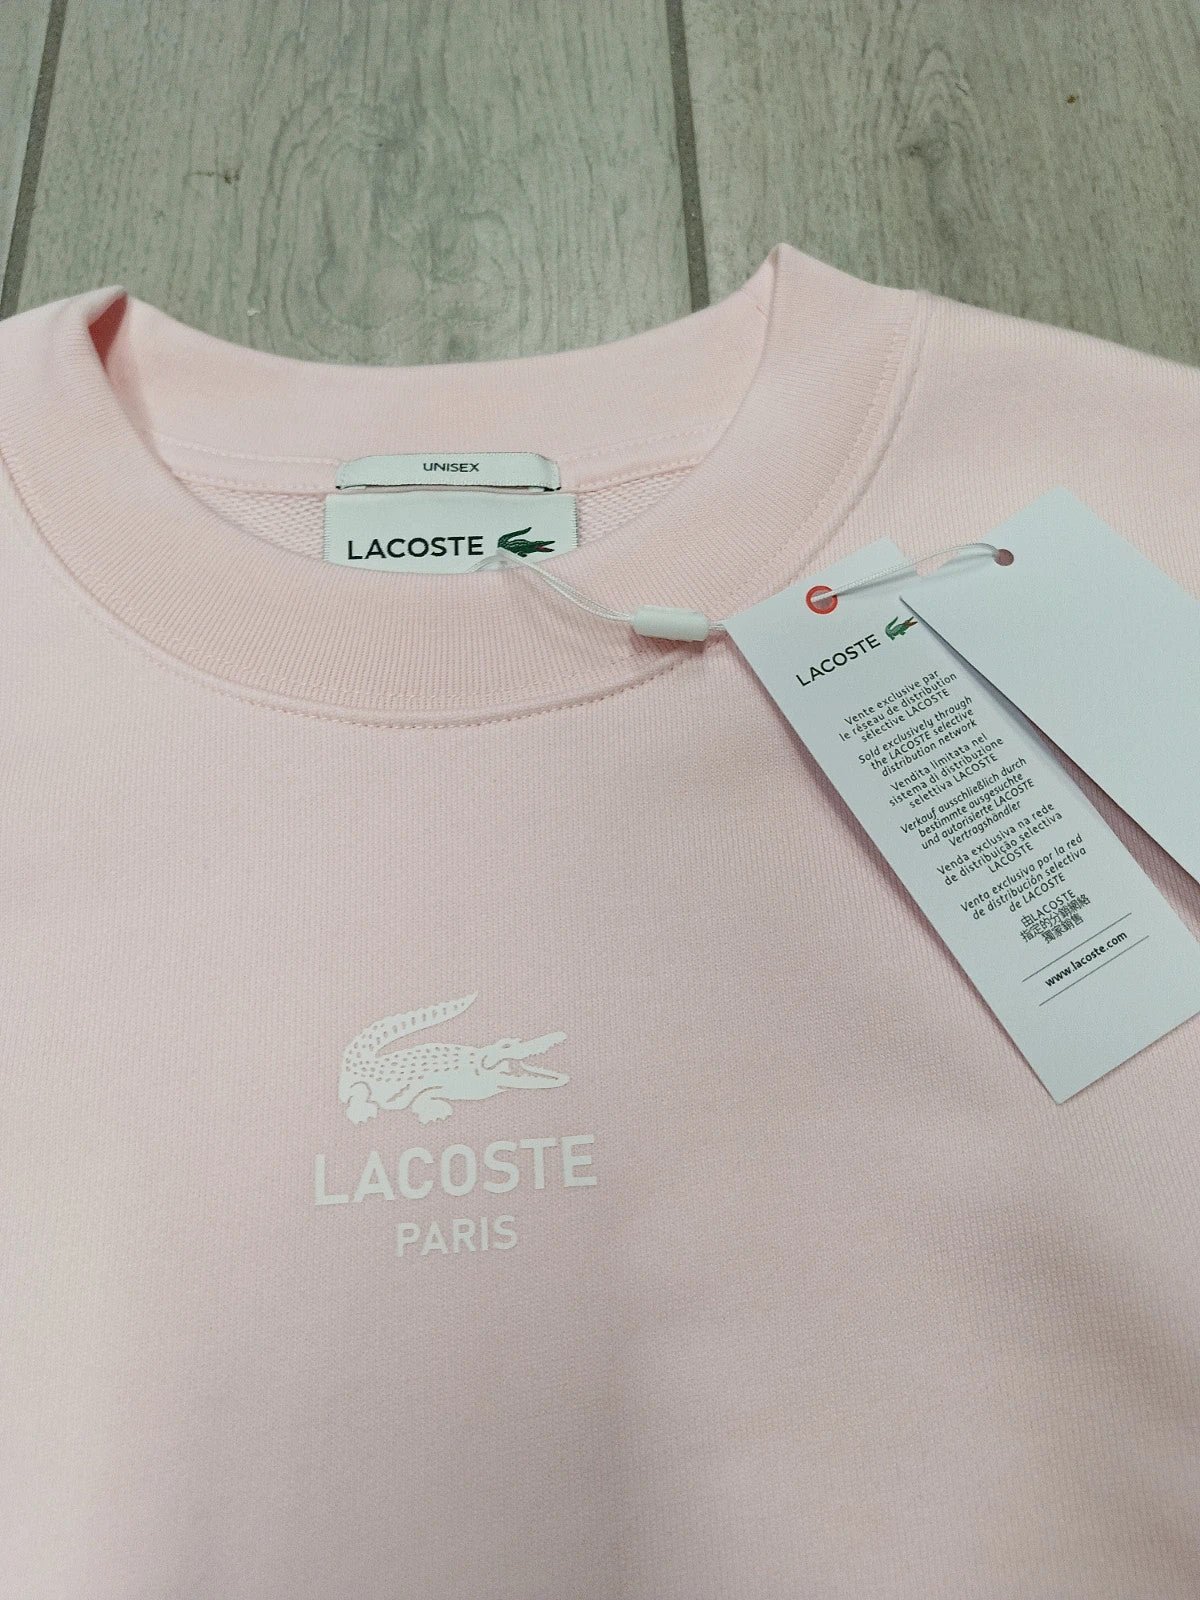 UNISEX
LACOSTE
LACOSTE
Vente exclusive par
le réseau de distribution
sélective LACOSTE
Sold exclusively through
the LACOSTE selective
distribution network
Vendita limitata nel
sistema di distribuzione
selettiva LACOSTE
Verkauf ausschließlich durch
bestimmte ausgesuchte
und autorisierte LACOSTE
Vertragshändler
Venda exclusiva na rede
de distribuição selectiva
LACOSTE
Venta exclusiva por la red
de distribución selectiva
de LACOSTE
由LACOSTE
指定的分銷網絡
獨家銷售
www.lacoste.com
LACOSTE
PARIS